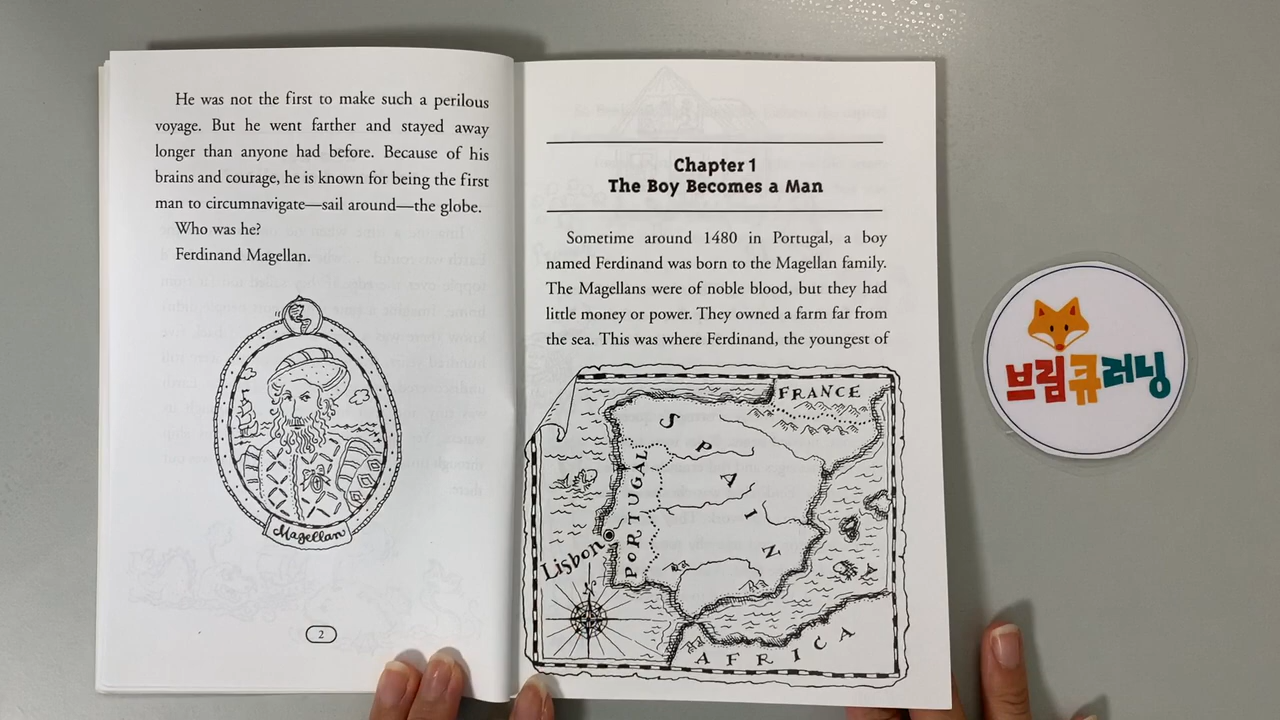 He was not the first to make such a perilous
voyage. But he went farther and stayed away
longer than anyone had before. Because of his
brains and courage, he is known for being the first
man to circumnavigate—sail around—the globe.
Who was he?
Ferdinand Magellan.
Magellan
2
Chapter 1
The Boy Becomes a Man
Sometime around 1480 in Portugal, a boy
named Ferdinand was born to the Magellan family.
The Magellans were of noble blood, but they had
little money or power. They owned a farm far from
the sea. This was where Ferdinand, the youngest of
FRANCE
SPAIN
PORTUGAL
Lisbon
AFRICA
브림큐러닝